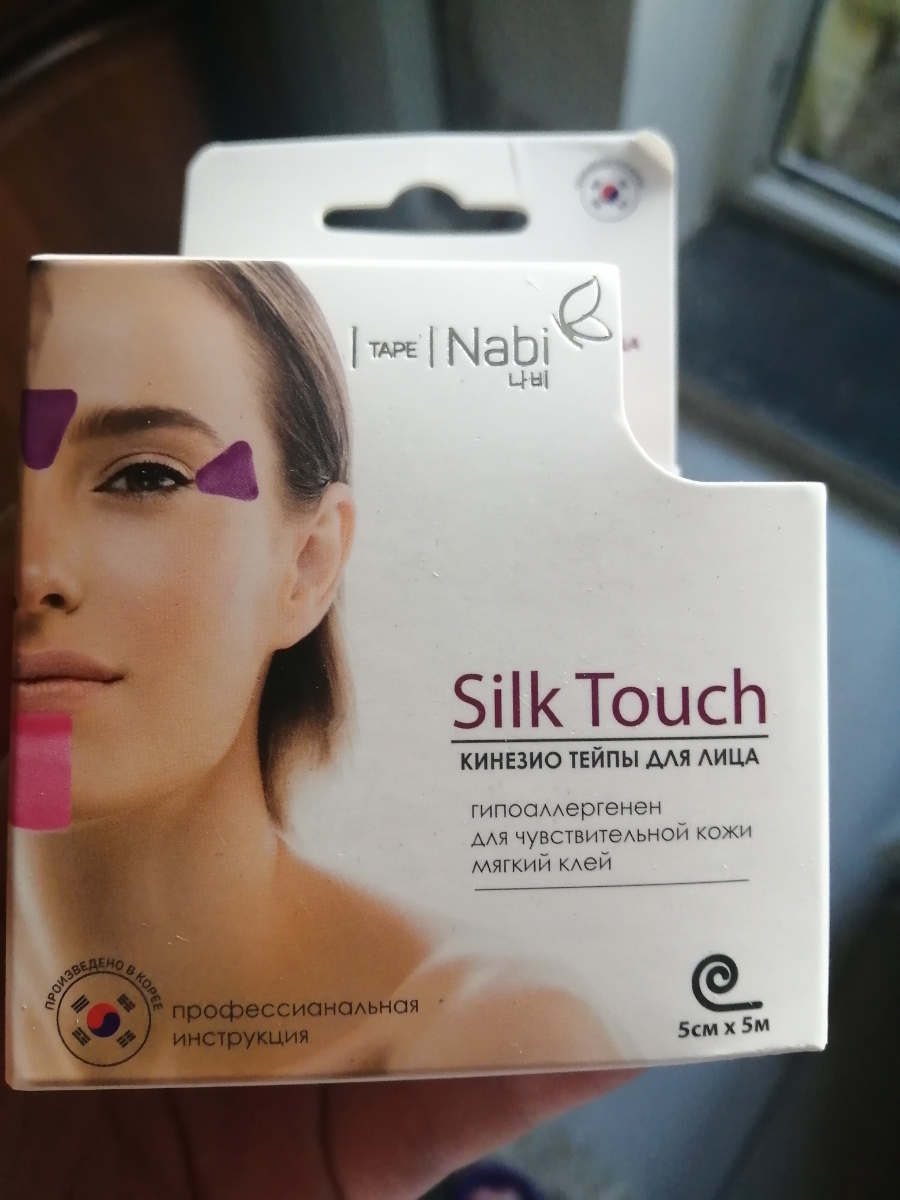 | TAPE | Nabi
나비
Silk Touch
КИНЕЗИО ТЕЙПЫ ДЛЯ ЛИЦА
гипоаллергенен
для чувствительной кожи
мягкий клей
ПРОИЗВЕДЕНО В КОРЕЕ
профессианальная
инструкция
5см x 5м